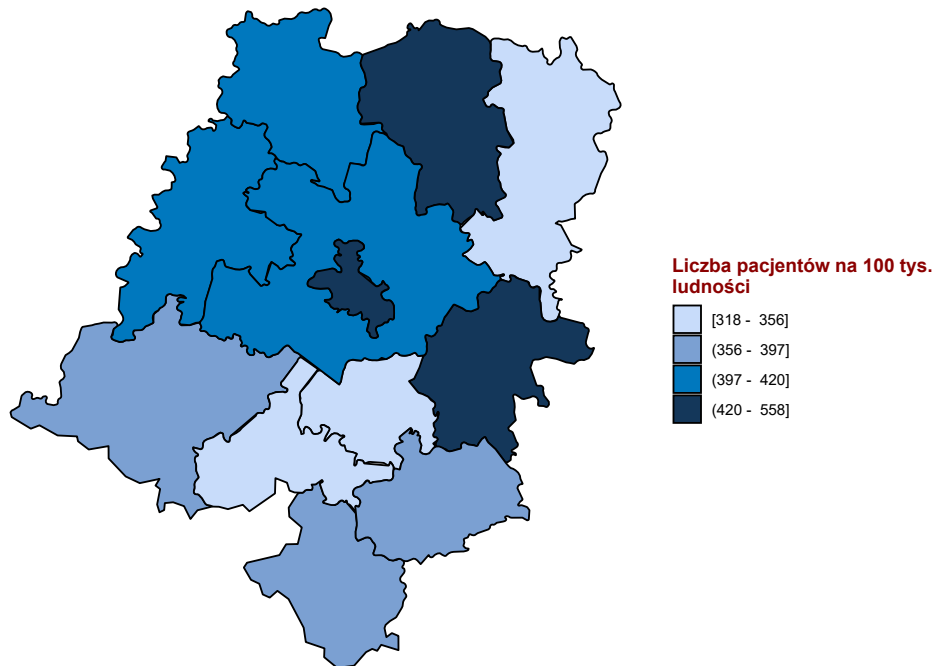 Liczba pacjentów na 100 tys.
ludności
[318 - 356]
(356 - 397]
(397 - 420]
(420 - 558]